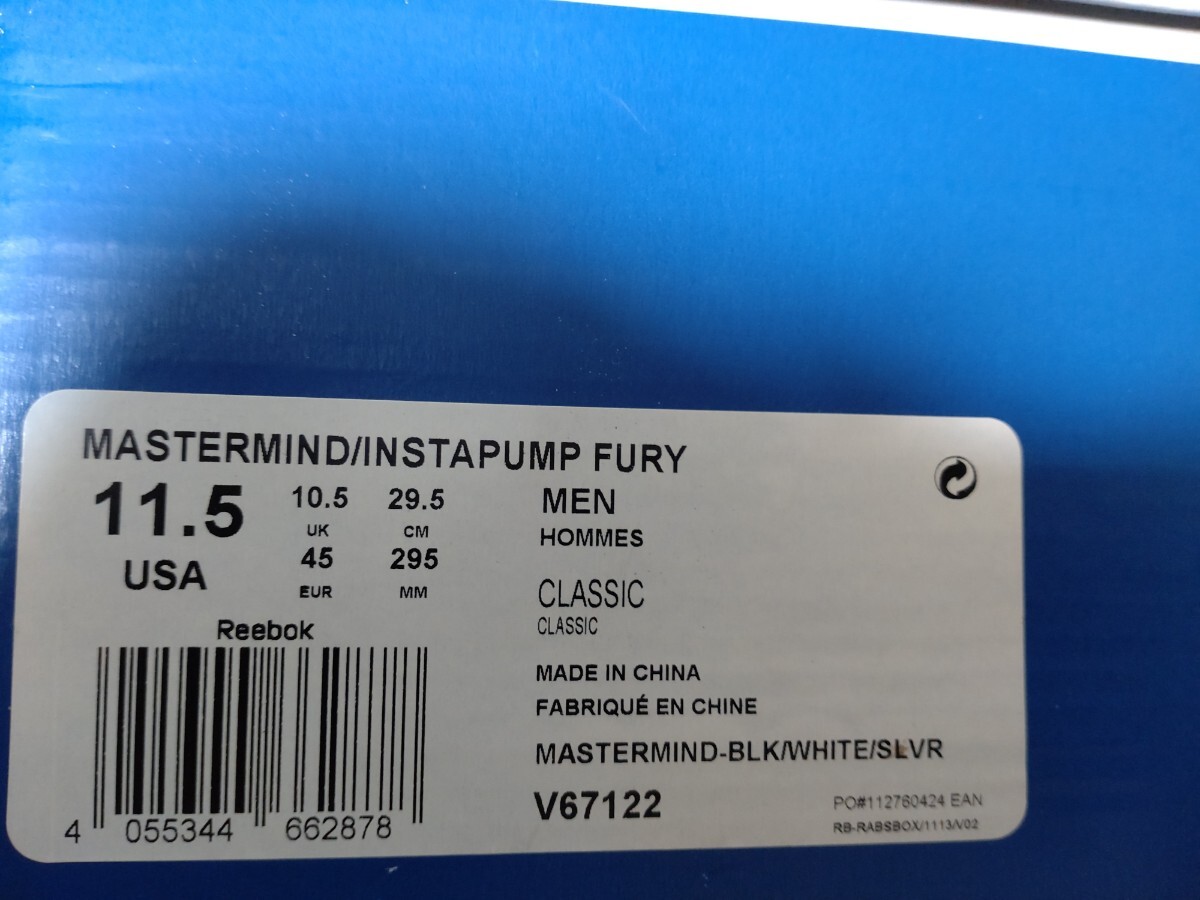 MASTERMIND/INSTAPUMP FURY
11.5
USA
10.5
UK
45
EUR
29.5
CM
295
MM
MEN
HOMMES
CLASSIC
CLASSIC
Reebok
MADE IN CHINA
FABRIQUÉ EN CHINE
MASTERMIND-BLK/WHITE/SLVR
V67122
4 055344 662878
PO#112760424 EAN
RB-RABSBOX/1113/V02